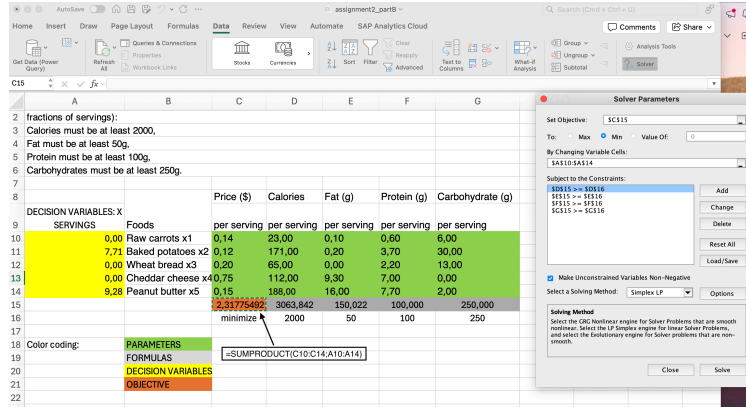 AutoSave
assignment2_partB
Search (Cmd + Ctrl + U)
Home Insert Draw Page Layout Formulas Data Review View Automate SAP Analytics Cloud
Comments Share
Get Data (Power Query)
Refresh All
Queries & Connections
Properties
Workbook Links
Stocks
Currencies
Sort
Filter
Clear
Reapply
Advanced
Text to Columns
What-if Analysis
Group
Ungroup
Subtotal
Analysis Tools
Solver
C15 fx
A B C D E F G
2 fractions of servings):
3 Calories must be at least 2000,
4 Fat must be at least 50g,
5 Protein must be at least 100g,
6 Carbohydrates must be at least 250g.
7
8 Price ($) Calories Fat (g) Protein (g) Carbohydrate (g)
DECISION VARIABLES: X
9 SERVINGS Foods per serving per serving per serving per serving per serving
10 0,00 Raw carrots x1 0,14 23,00 0,10 0,60 6,00
11 7,71 Baked potatoes x2 0,12 171,00 0,20 3,70 30,00
12 0,00 Wheat bread x3 0,20 65,00 0,00 2,20 13,00
13 0,00 Cheddar cheese x4 0,75 112,00 9,30 7,00 0,00
14 9,28 Peanut butter x5 0,15 188,00 16,00 7,70 2,00
15 2,31775492 3063,842 150,022 100,000 250,000
16 minimize 2000 50 100 250
17
18 Color coding: PARAMETERS
19 FORMULAS
20 DECISION VARIABLES
21 OBJECTIVE
22
=SUMPRODUCT(C10:C14;A10:A14)
Solver Parameters
Set Objective: $C$15
To: Max Min Value Of: 0
By Changing Variable Cells:
$A$10:$A$14
Subject to the Constraints:
$D$15 >= $D$16
$E$15 >= $E$16
$F$15 >= $F$16
$G$15 >= $G$16
Add
Change
Delete
Reset All
Load/Save
Make Unconstrained Variables Non-Negative
Select a Solving Method: Simplex LP Options
Solving Method
Select the GRG Nonlinear engine for Solver Problems that are smooth
nonlinear. Select the LP Simplex engine for linear Solver Problems,
and select the Evolutionary engine for Solver problems that are non-
smooth.
Close Solve